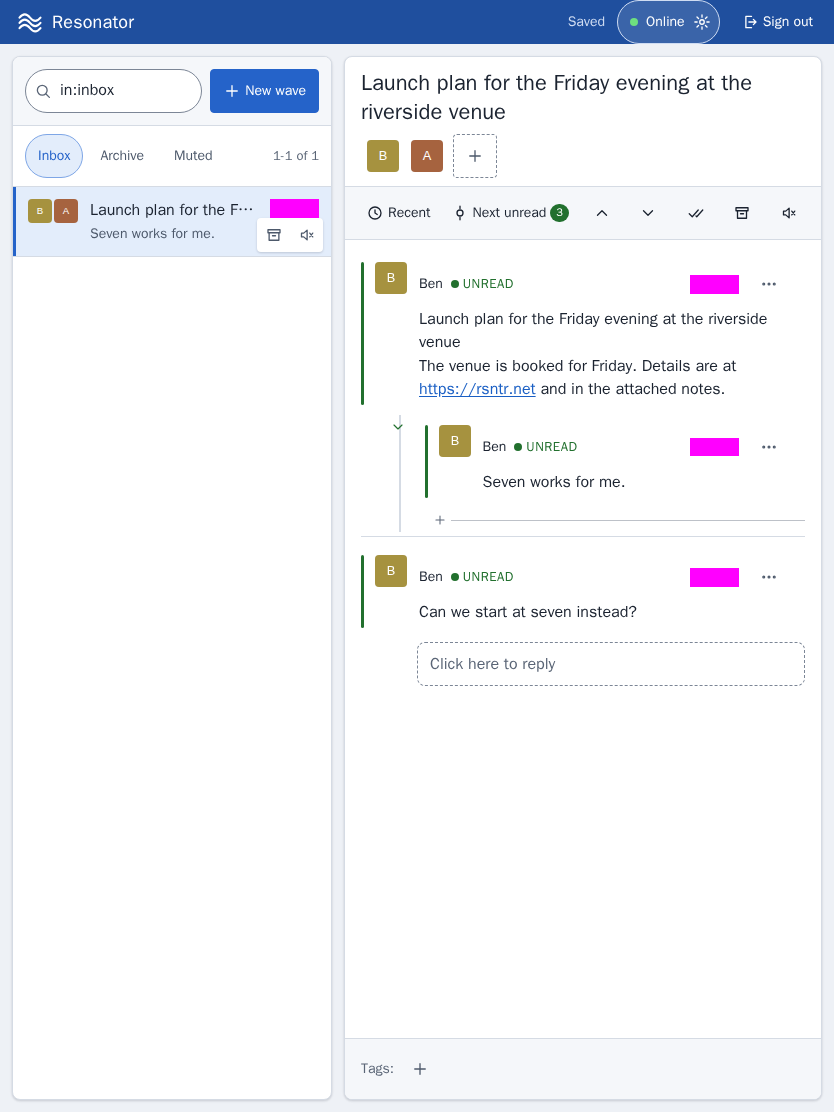 Resonator
Saved
Online
Sign out
in:inbox
New wave
Inbox
Archive
Muted
1-1 of 1
B
A
Launch plan for the F…
Seven works for me.
Launch plan for the Friday evening at the
riverside venue
B
A
Recent
Next unread 3
B
Ben
UNREAD
Launch plan for the Friday evening at the riverside
venue
The venue is booked for Friday. Details are at
https://rsntr.net and in the attached notes.
B
Ben
UNREAD
Seven works for me.
B
Ben
UNREAD
Can we start at seven instead?
Click here to reply
Tags: